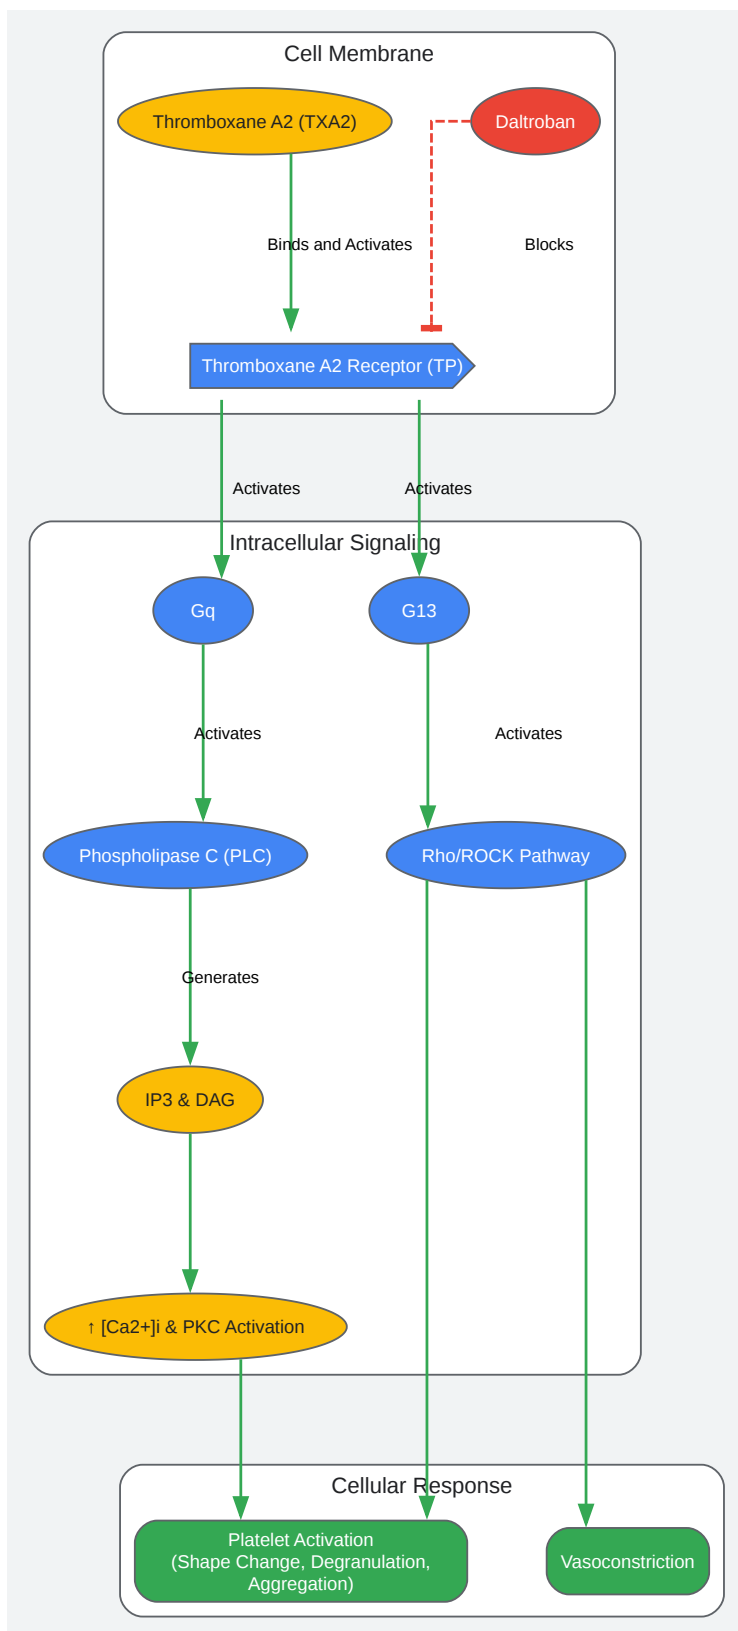 Cell Membrane
Thromboxane A2 (TXA2)
Daltroban
Binds and Activates
Blocks
Thromboxane A2 Receptor (TP)
Activates
Activates
Intracellular Signaling
Gq
G13
Activates
Activates
Phospholipase C (PLC)
Rho/ROCK Pathway
Generates
IP3 & DAG
↑ [Ca2+]i & PKC Activation
Cellular Response
Platelet Activation
(Shape Change, Degranulation,
Aggregation)
Vasoconstriction